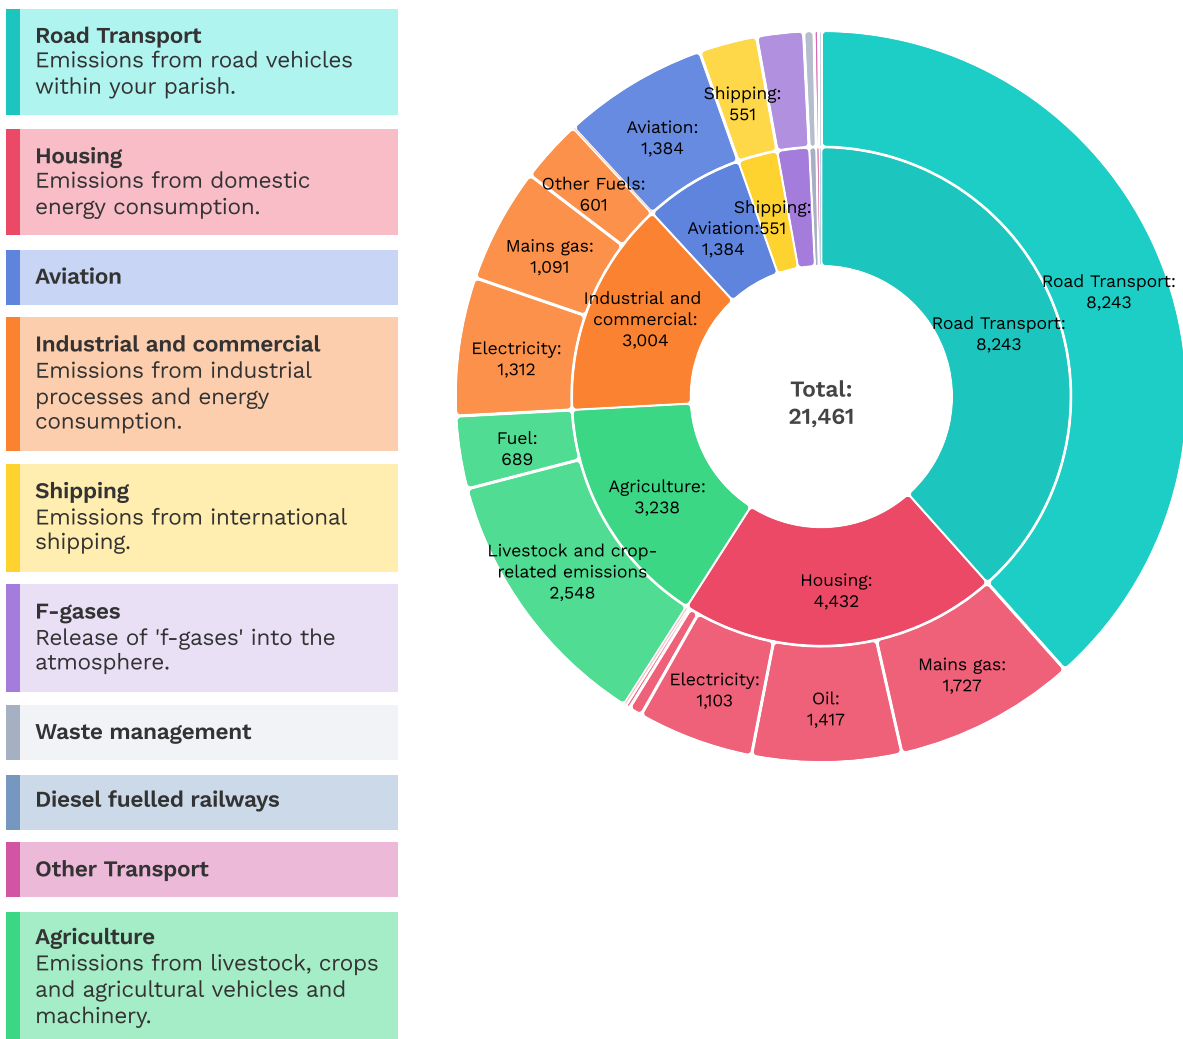 Road Transport
Emissions from road vehicles
within your parish.
Housing
Emissions from domestic
energy consumption.
Aviation
Industrial and commercial
Emissions from industrial
processes and energy
consumption.
Shipping
Emissions from international
shipping.
F-gases
Release of 'f-gases' into the
atmosphere.
Waste management
Diesel fuelled railways
Other Transport
Agriculture
Emissions from livestock, crops
and agricultural vehicles and
machinery.
Shipping:
551
Aviation:
1,384
Other Fuels:
601
Mains gas:
1,091
Electricity:
1,312
Fuel:
689
Livestock and crop-
related emissions
2,548
Shipping:
551
Aviation:
1,384
Industrial and
commercial:
3,004
Agriculture:
3,238
Total:
21,461
Road Transport:
8,243
Road Transport:
8,243
Housing:
4,432
Electricity:
1,103
Oil:
1,417
Mains gas:
1,727